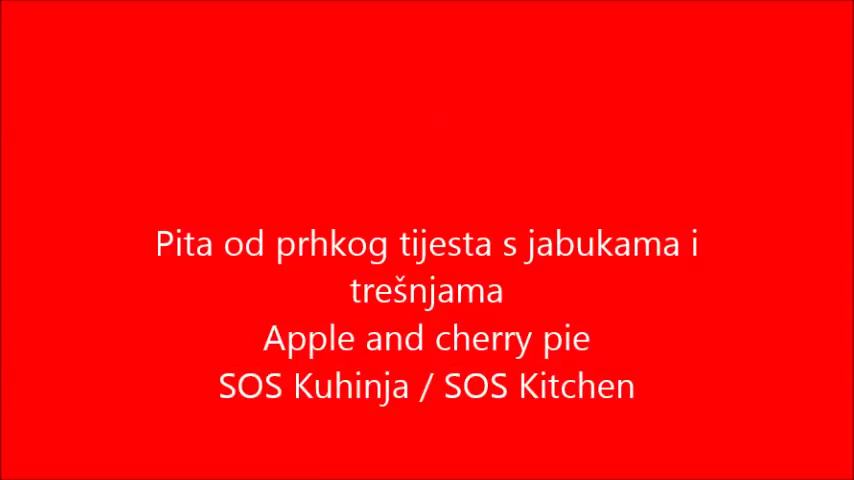 Pita od prhkog tijesta s jabukama i
trešnjama
Apple and cherry pie
SOS Kuhinja / SOS Kitchen